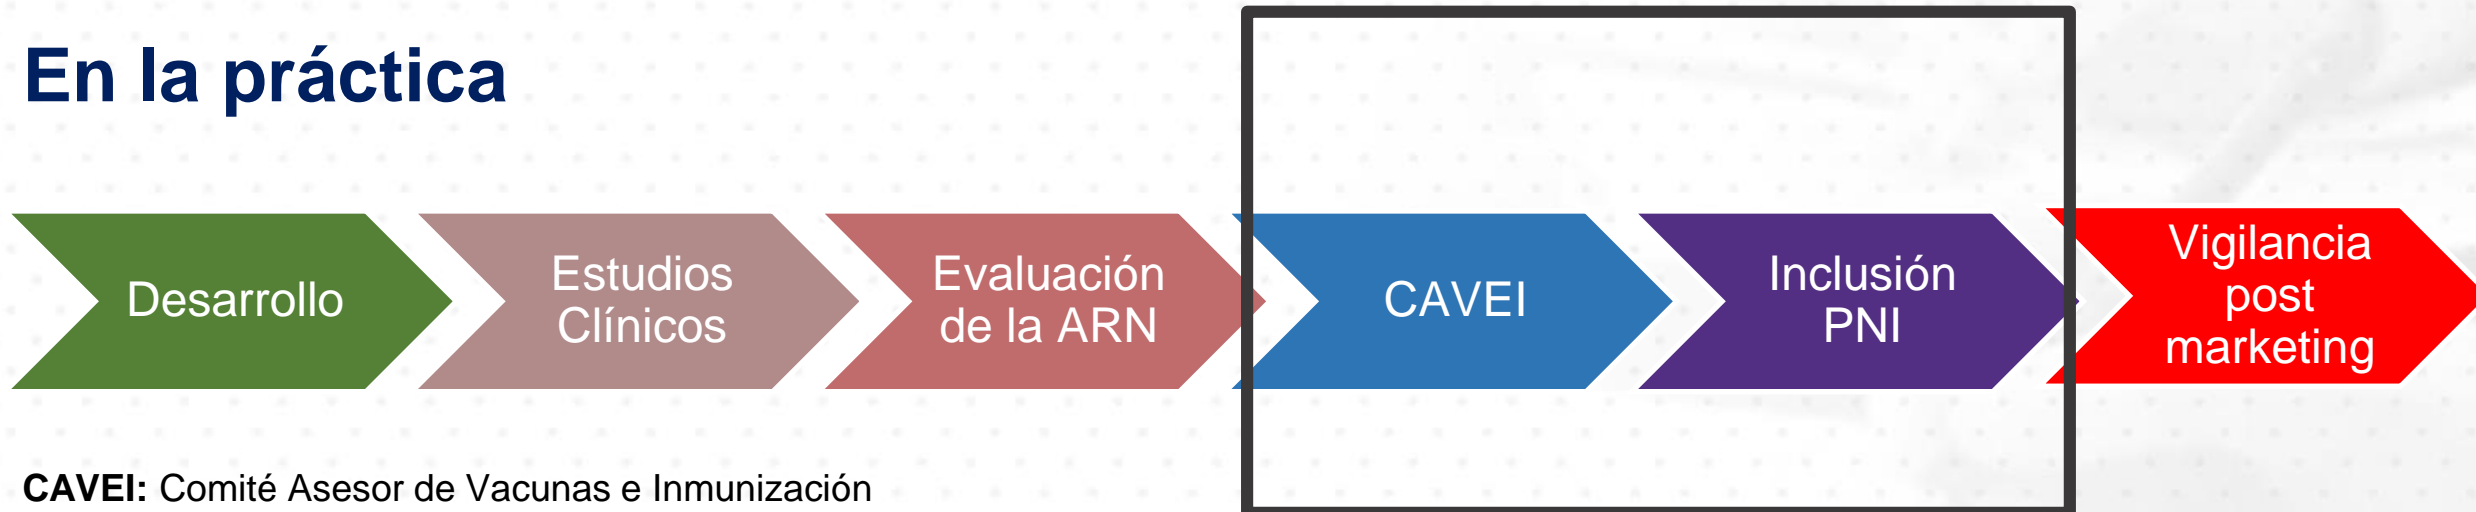 En la práctica
Desarrollo
Estudios
Clínicos
Evaluación
de la ARN
CAVEI
Inclusión
PNI
Vigilancia
post
marketing
CAVEI: Comité Asesor de Vacunas e Inmunización